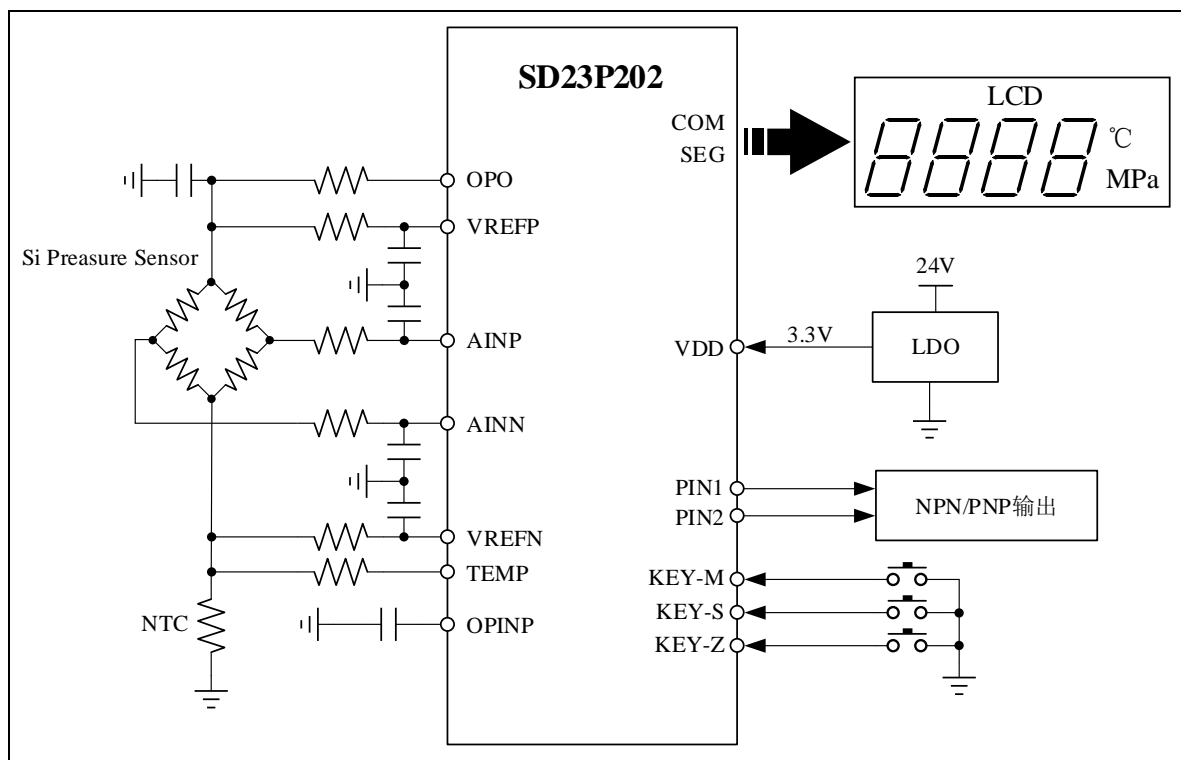 SD23P202
COM
SEG
LCD
℃
MPa
OPO
VREFP
Si Preasure Sensor
24V
AINP
VDD
3.3V
LDO
AINN
PIN1
PIN2
NPN/PNP输出
VREFN
TEMP
KEY-M
NTC
OPINP
KEY-S
KEY-Z